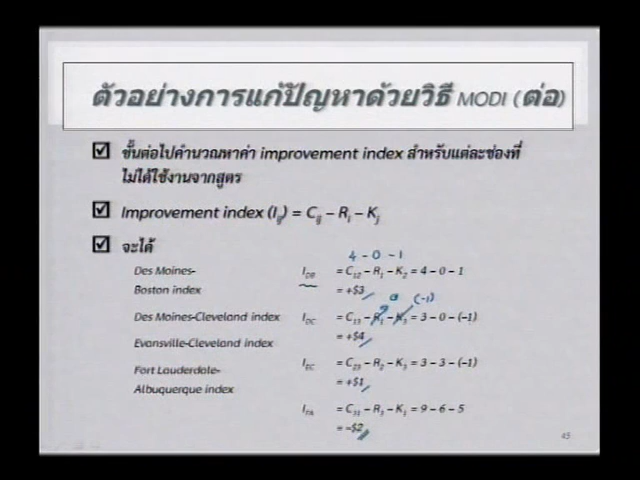 ตัวอย่างการแก้ปัญหาด้วยวิธี MODI (ต่อ)
ขั้นต่อไปคำนวณหาค่า improvement index สำหรับแต่ละช่องที่
ไม่ได้ใช้งานจากสูตร
Improvement index (Iij) = Cij – Ri – Kj
จะได้
4 - 0 - 1
Des Moines- IDB = C12 – R1 – K2 = 4 – 0 – 1
Boston index = +$3
0 (-1)
Des Moines-Cleveland index IDC = C13 – R1 – K3 = 3 – 0 – (-1)
= +$4
Evansville-Cleveland index
IEC = C23 – R2 – K3 = 3 – 3 – (-1)
Fort Lauderdale-
= +$1
Albuquerque index
IFA = C31 – R3 – K1 = 9 – 6 – 5
= –$2
45